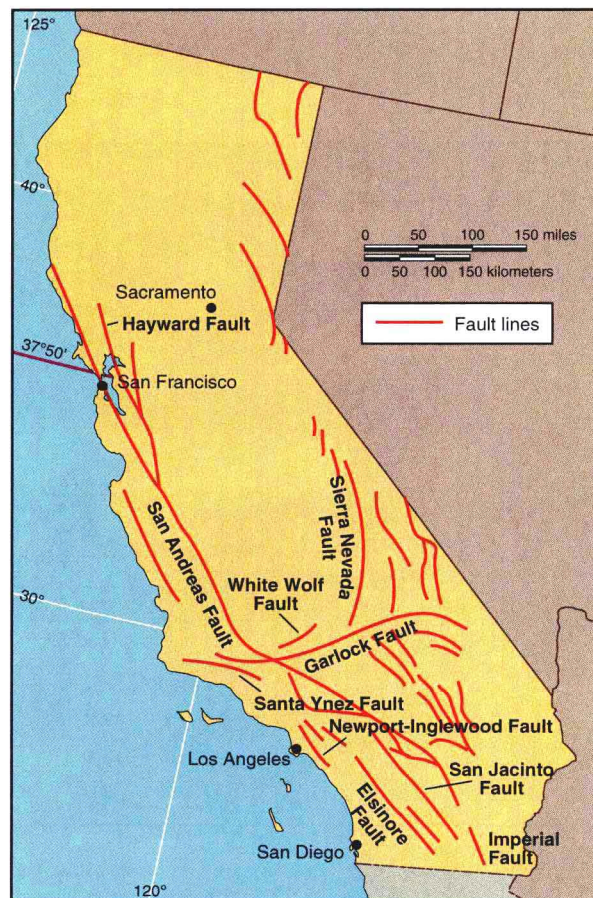 125°
40°
0 50 100 150 miles
0 50 100 150 kilometers
Sacramento
Hayward Fault
Fault lines
37°50'
San Francisco
Sierra Nevada
Fault
San Andreas Fault
White Wolf
Fault
30°
Garlock Fault
Santa Ynez Fault
Newport-Inglewood Fault
Los Angeles
San Jacinto
Fault
Elsinore
Fault
Imperial
Fault
San Diego
120°